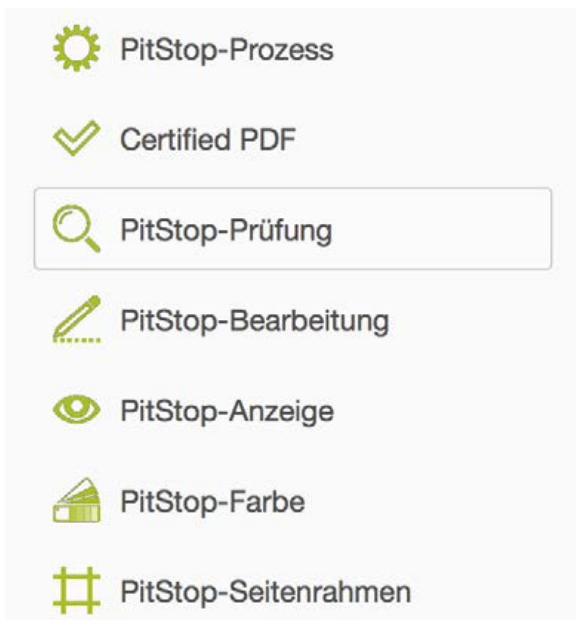 PitStop-Prozess
Certified PDF
PitStop-Prüfung
PitStop-Bearbeitung
PitStop-Anzeige
PitStop-Farbe
PitStop-Seitenrahmen